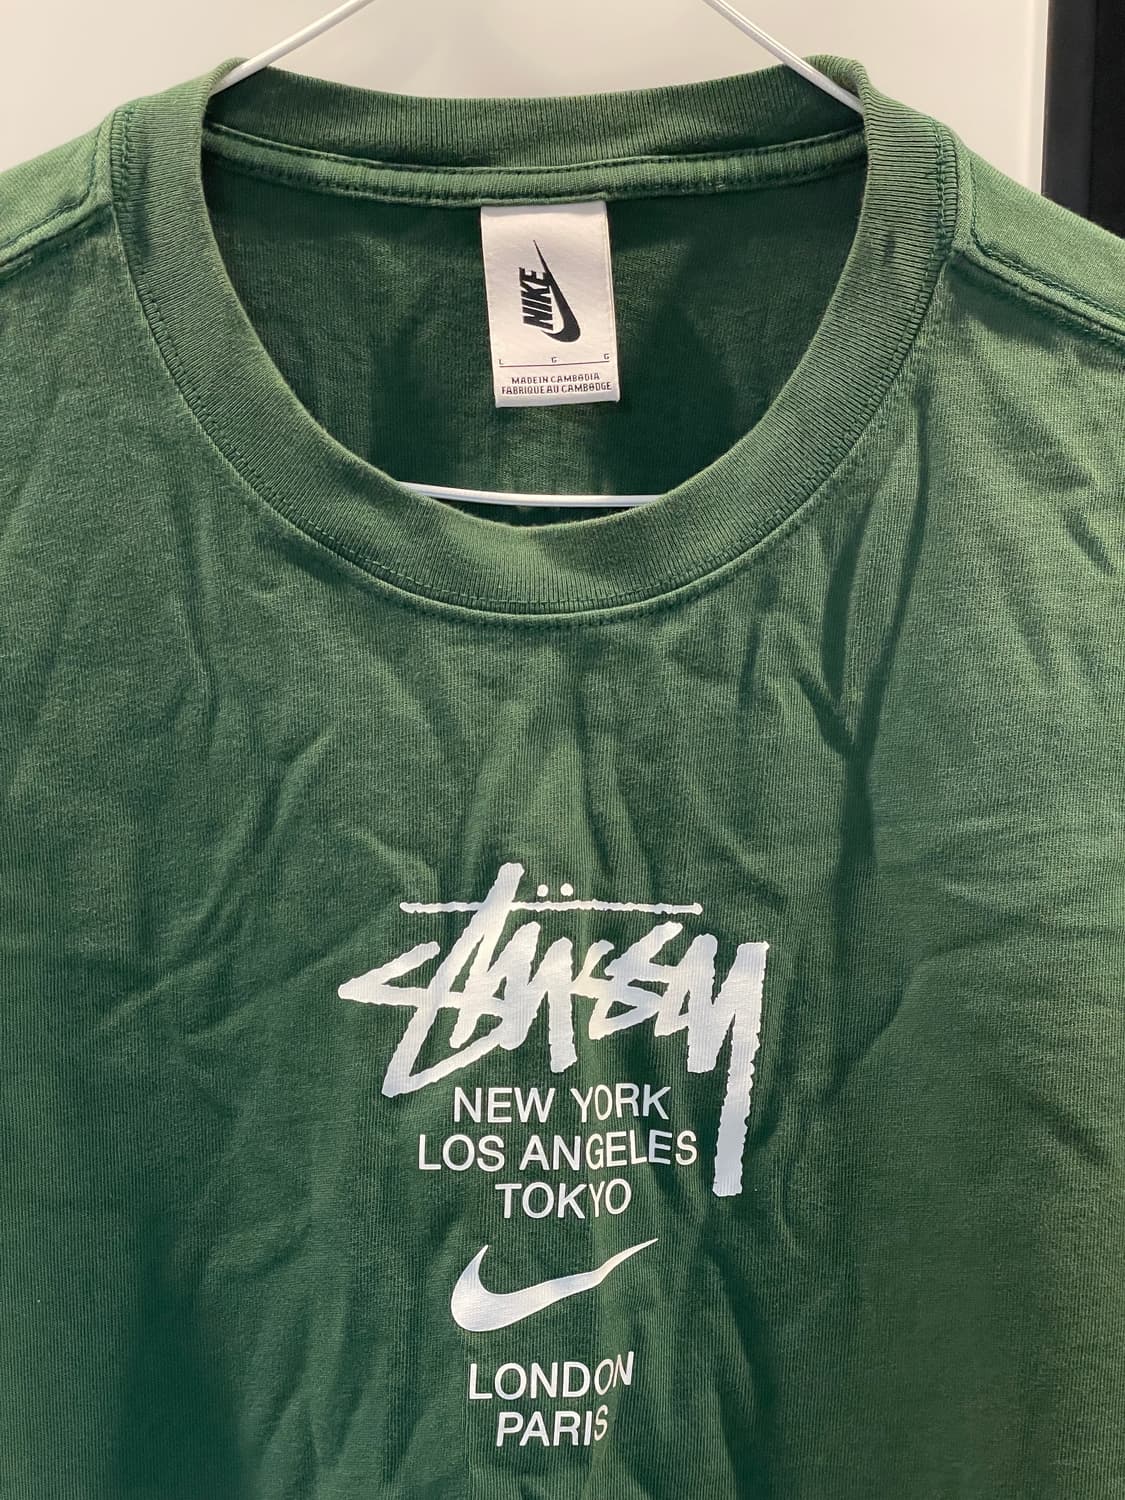 NIKE
L G G
MADE IN CAMBODIA
FABRIQUE AU CAMBODGE
Stüssy
NEW YORK
LOS ANGELES
TOKYO
LONDON
PARIS